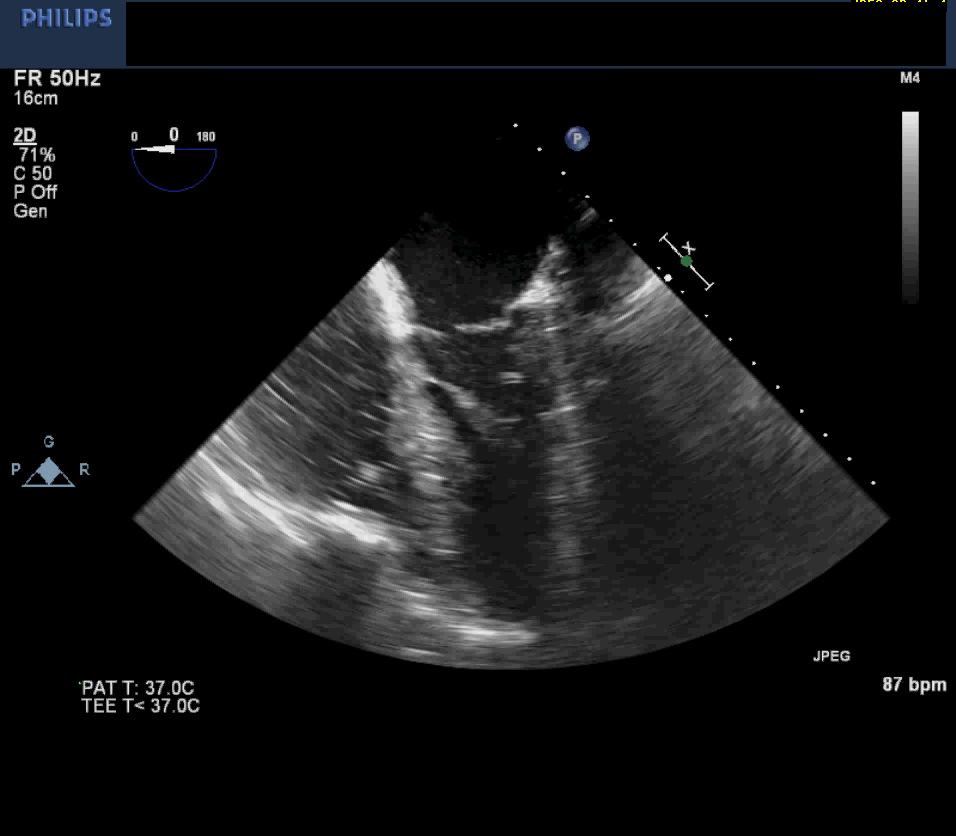 PHILIPS
FR 50Hz
16cm
M4
2D
71%
C 50
P Off
Gen
0 0 180
P
X
G
P R
JPEG
PAT T: 37.0C
TEE T< 37.0C
87 bpm